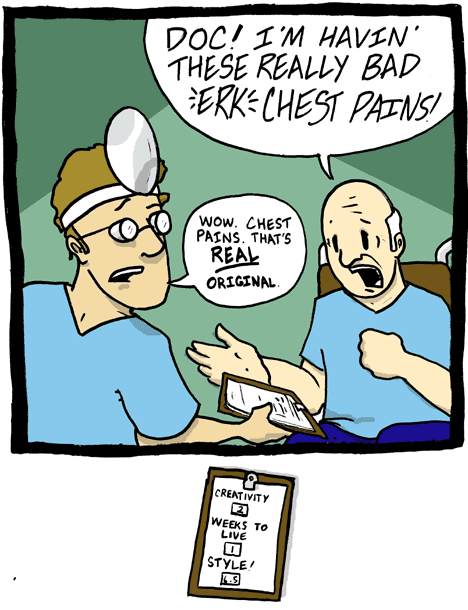 DOC! I'M HAVIN'
THESE REALLY BAD
ERK CHEST PAINS!
WOW. CHEST
PAINS. THAT'S
REAL
ORIGINAL.
CREATIVITY
2
WEEKS TO
LIVE
1
STYLE!
6.5